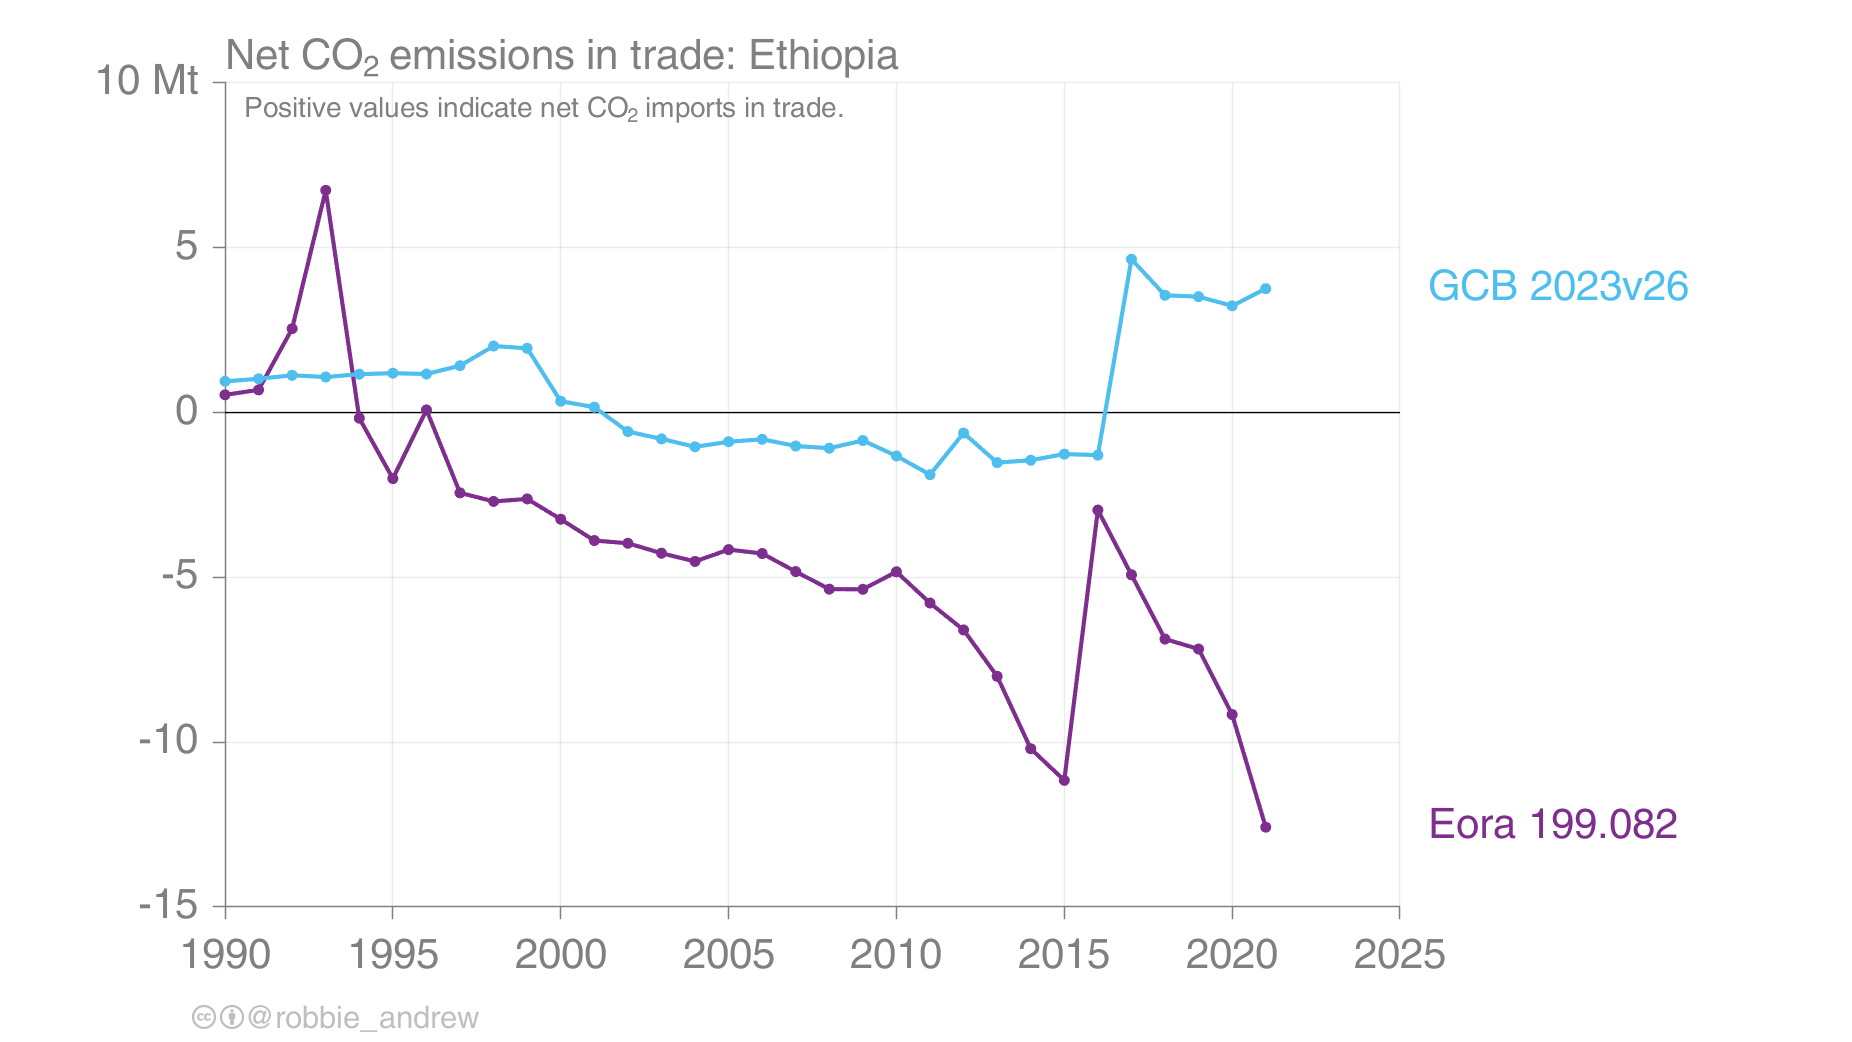 Net CO₂ emissions in trade: Ethiopia
10 Mt
Positive values indicate net CO₂ imports in trade.
5
0
-5
-10
-15
GCB 2023v26
Eora 199.082
1990 1995 2000 2005 2010 2015 2020 2025
cc @robbie_andrew